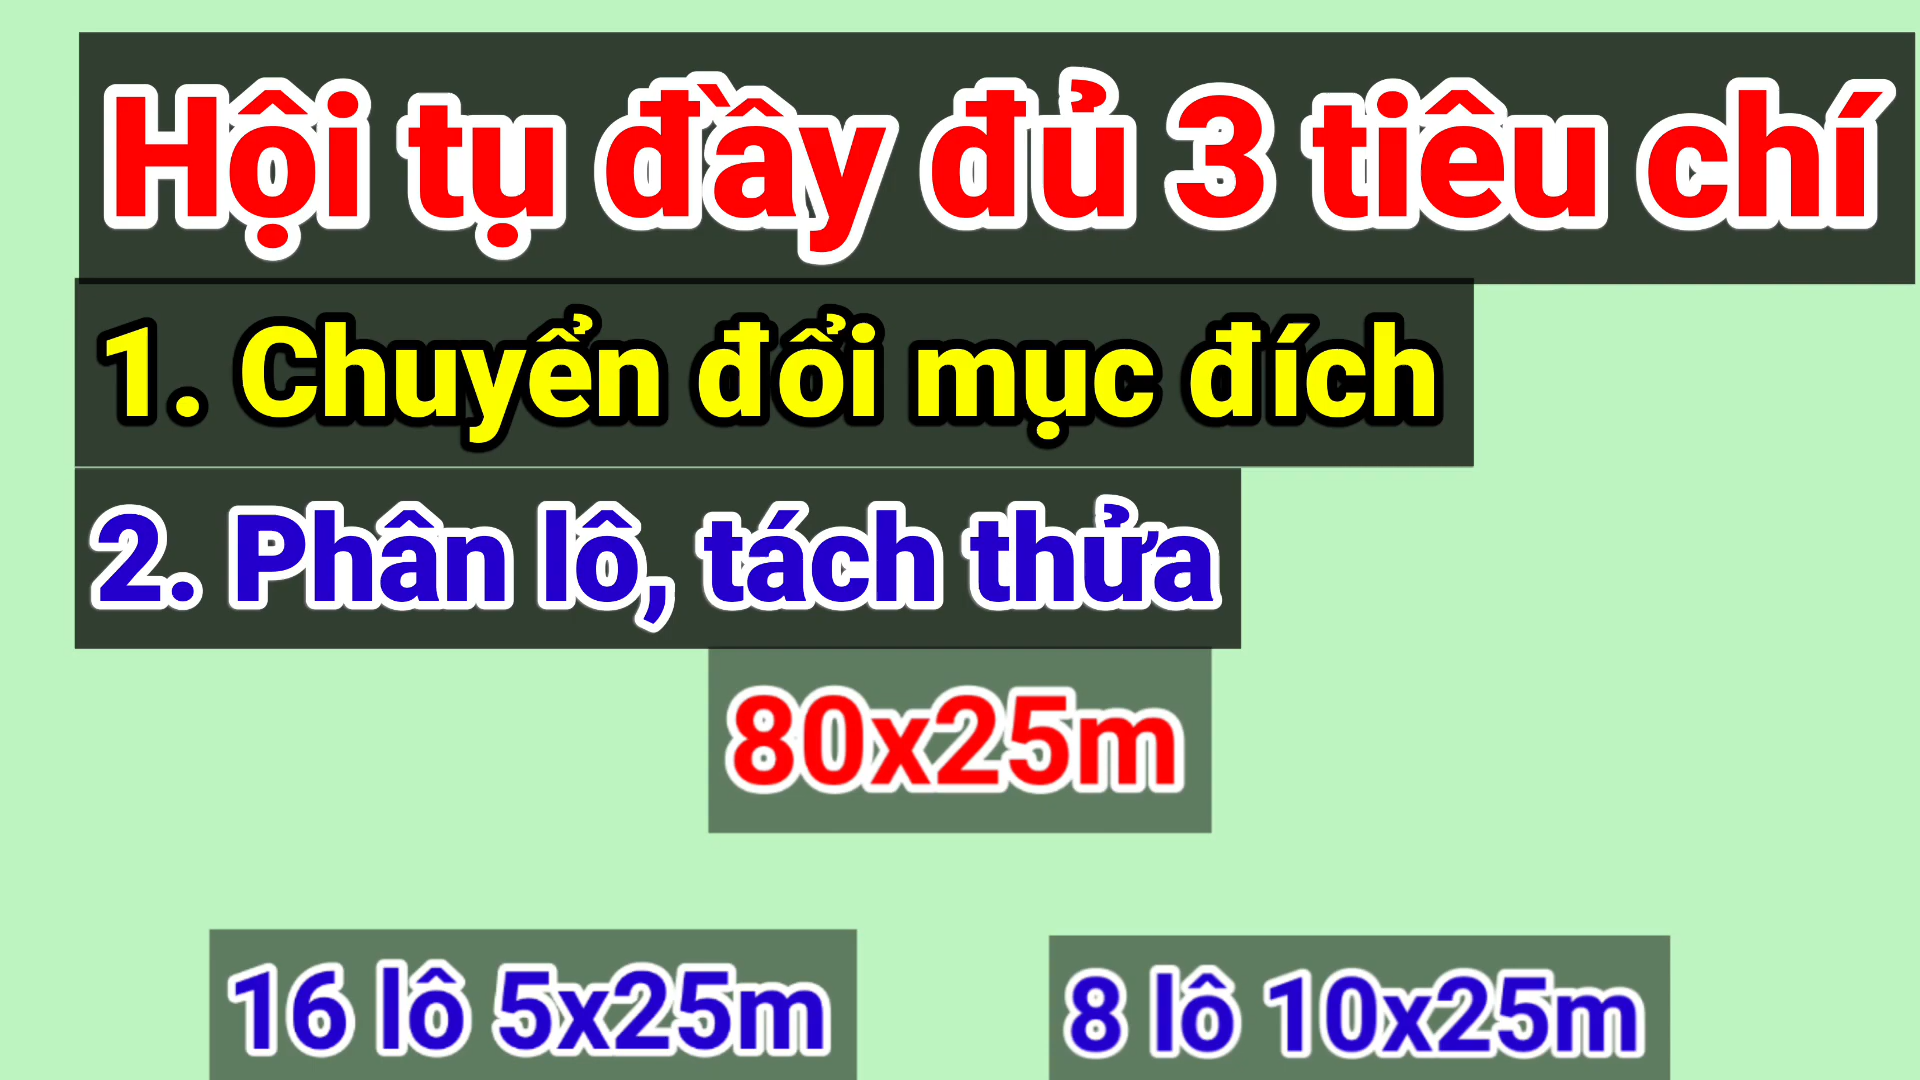 Hội tụ đầy đủ 3 tiêu chí
1. Chuyển đổi mục đích
2. Phân lô, tách thửa
80x25m
16 lô 5x25m
8 lô 10x25m